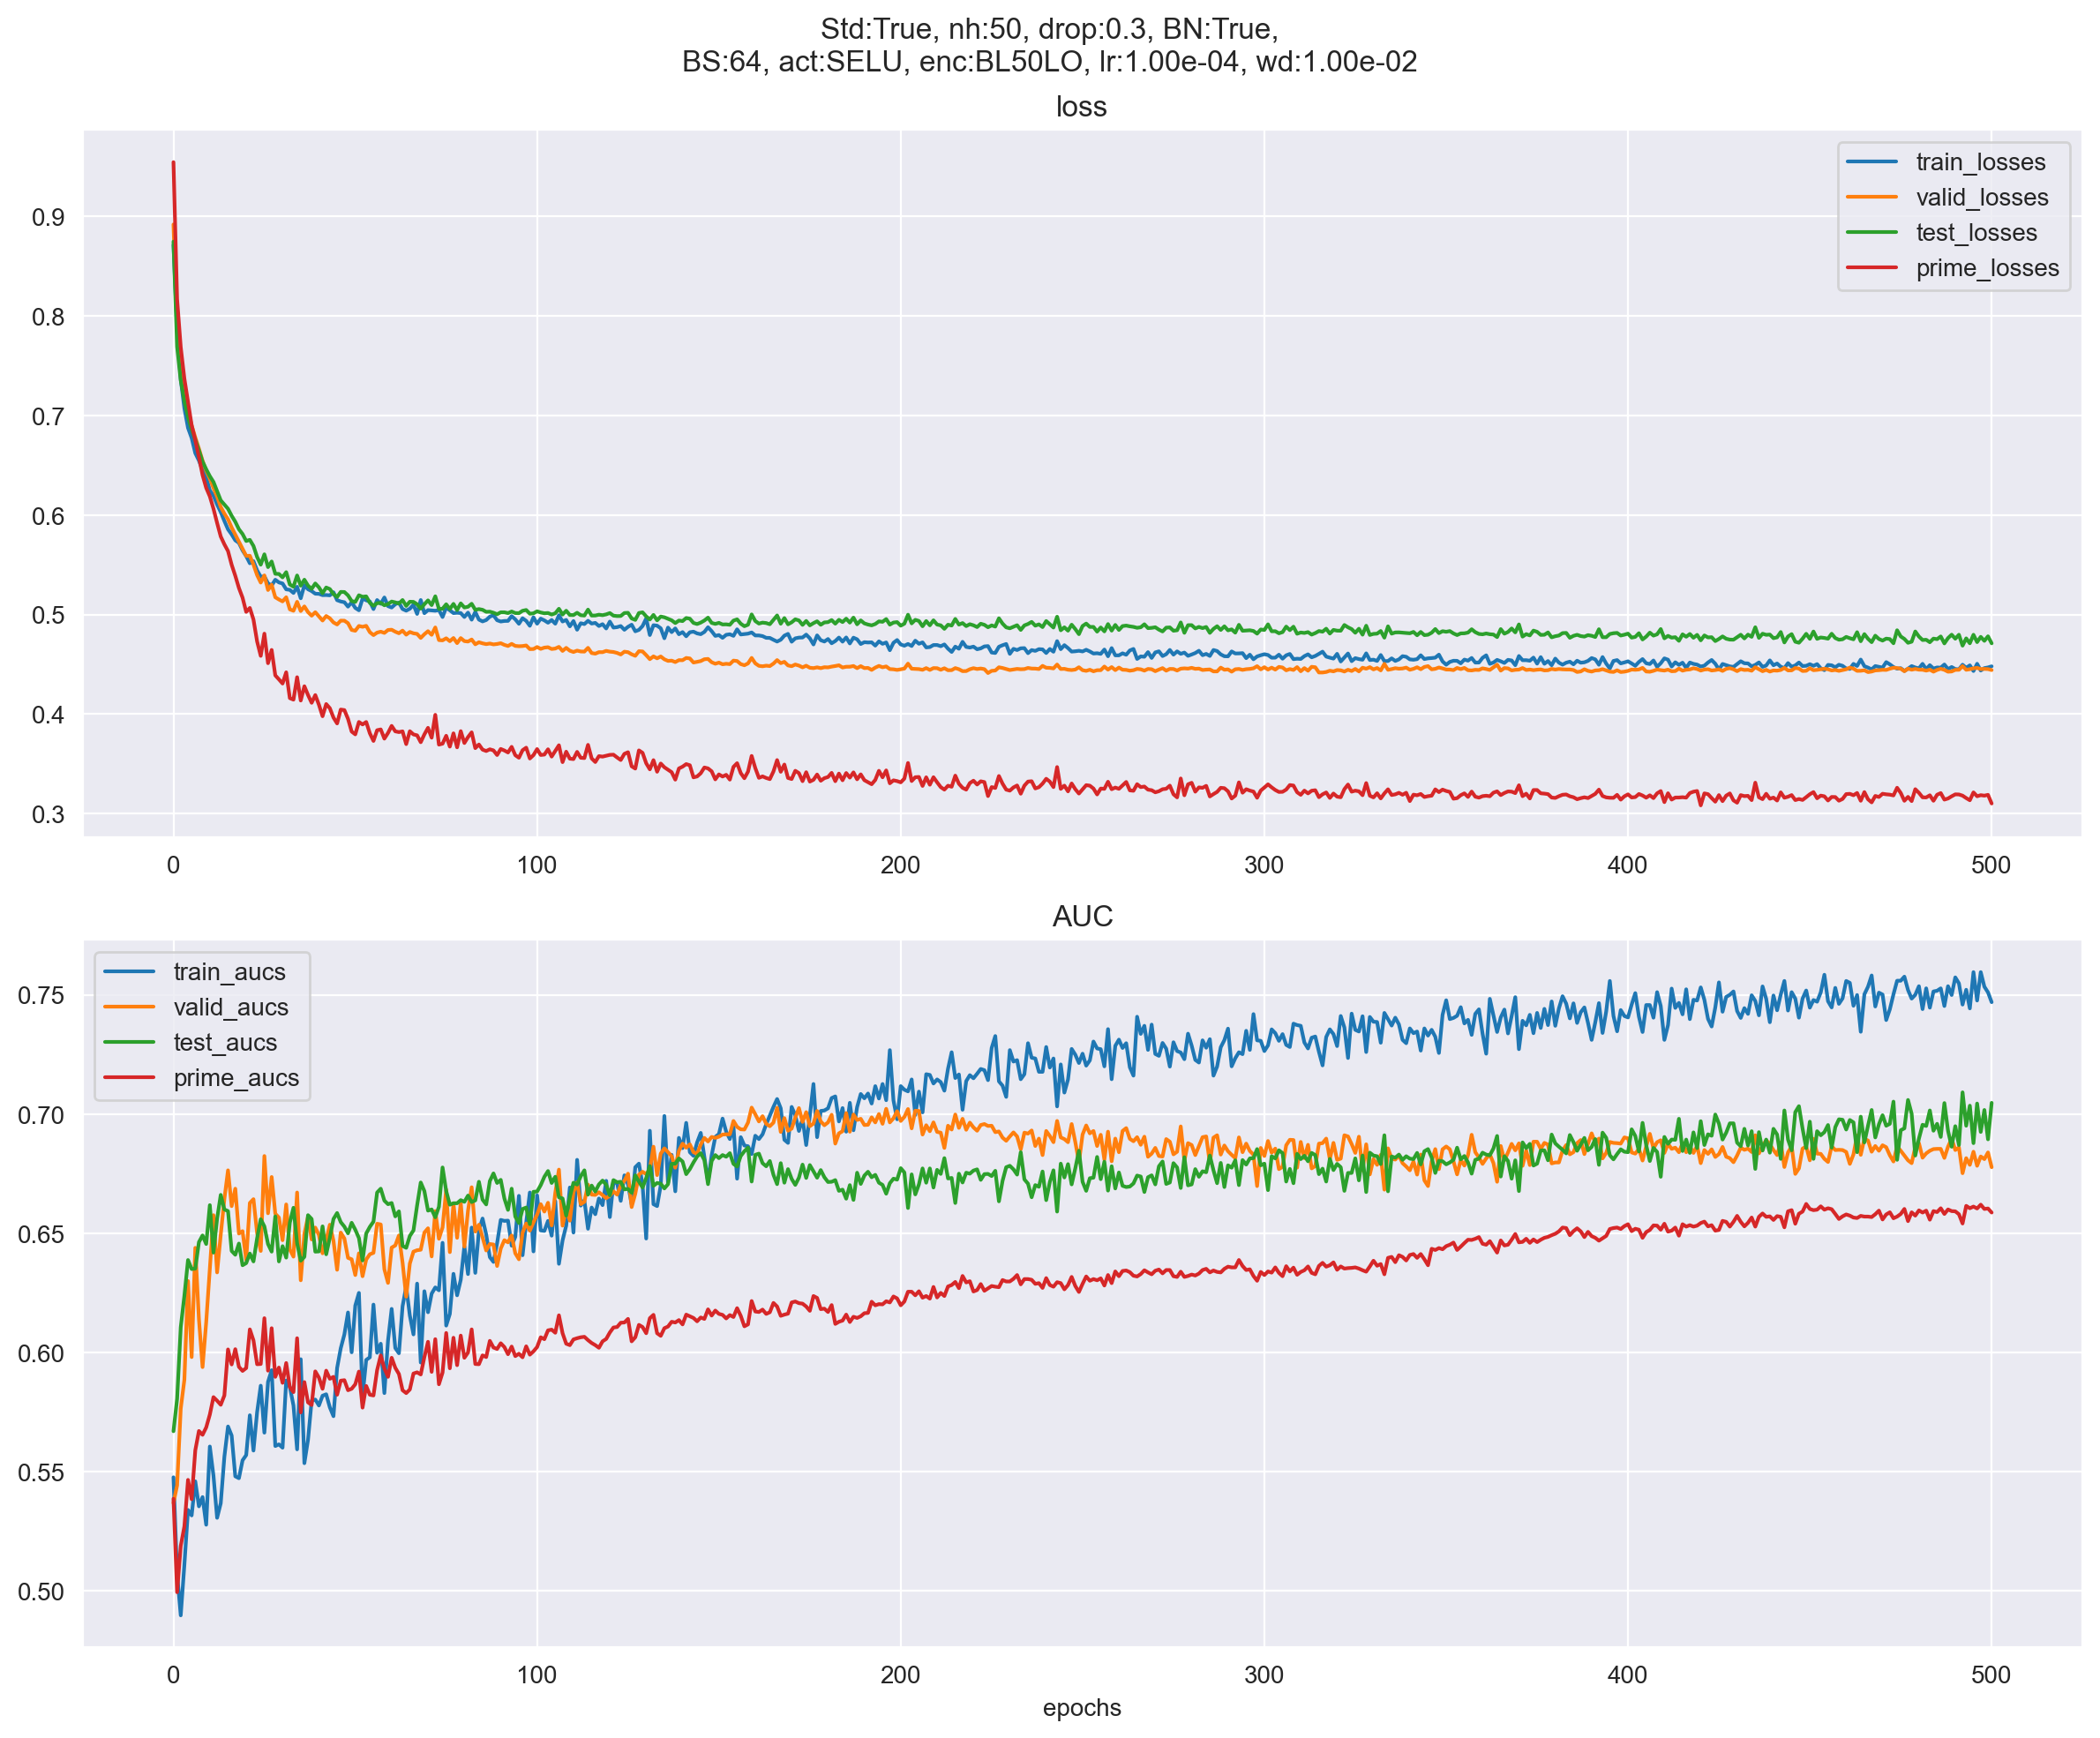 Std:True, nh:50, drop:0.3, BN:True,
BS:64, act:SELU, enc:BL50LO, lr:1.00e-04, wd:1.00e-02
loss
train_losses
valid_losses
test_losses
prime_losses
0.9
0.8
0.7
0.6
0.5
0.4
0.3
0 100 200 300 400 500
AUC
train_aucs
valid_aucs
test_aucs
prime_aucs
0.75
0.70
0.65
0.60
0.55
0.50
0 100 200 300 400 500
epochs